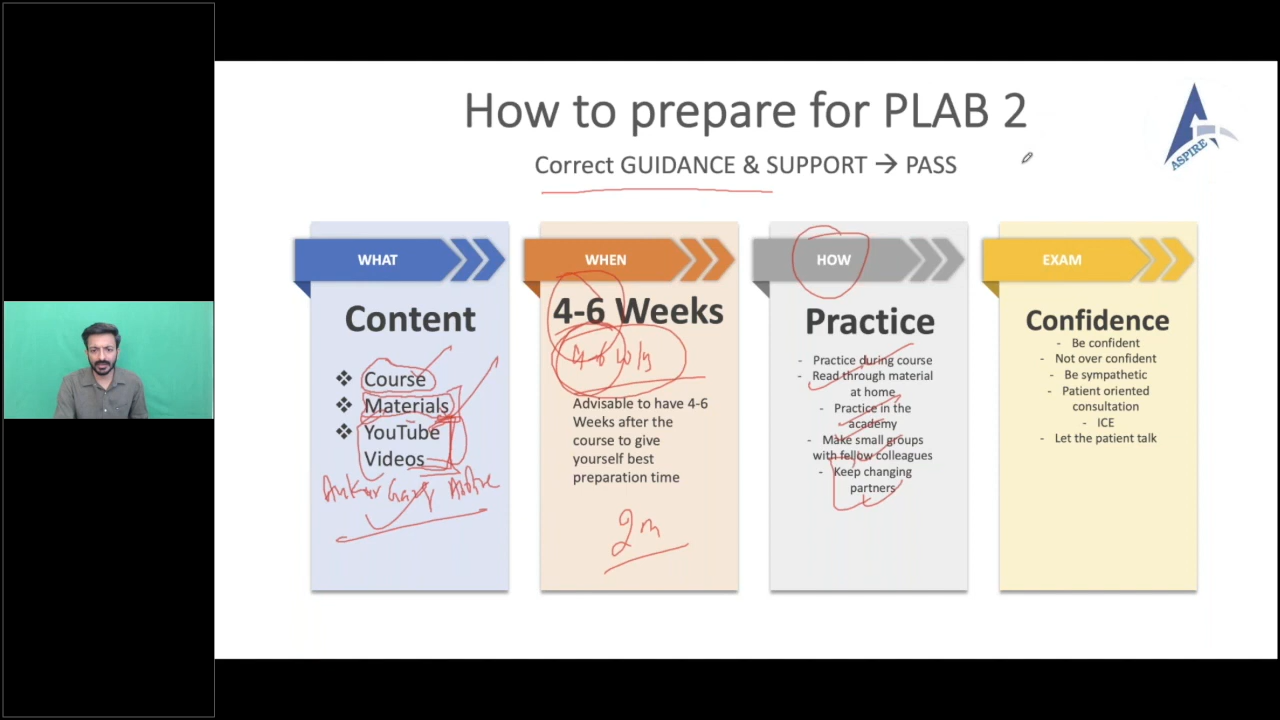 How to prepare for PLAB 2
Correct GUIDANCE & SUPPORT → PASS
ASPIRE
WHAT
Content
❖ Course
❖ Materials
❖ YouTube
Videos
Ankur Garg Aspire
WHEN
4-6 Weeks
Advisable to have 4-6
Weeks after the
course to give
yourself best
preparation time
2m
HOW
Practice
- Practice during course
- Read through material
at home
- Practice in the
academy
- Make small groups
with fellow colleagues
- Keep changing
partners
EXAM
Confidence
- Be confident
- Not over confident
- Be sympathetic
- Patient oriented
consultation
- ICE
- Let the patient talk